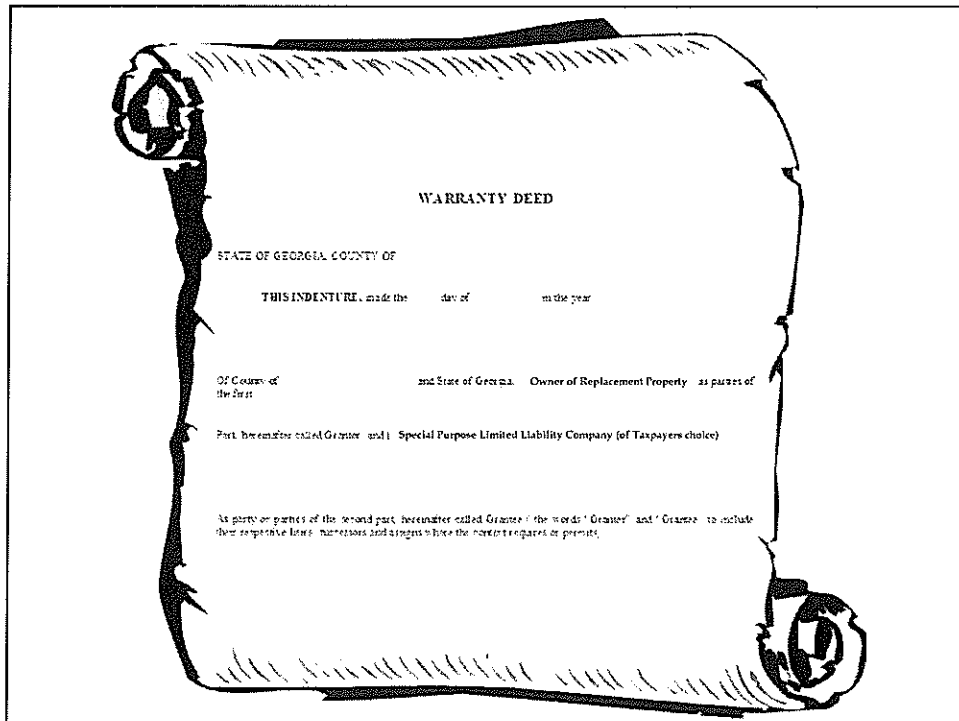 WARRANTY DEED
STATE OF GEORGIA, COUNTY OF
THIS INDENTURE, made the day of in the year
Of County of and State of Georgia, Owner of Replacement Property as parties of
the first
Part, hereinafter called Grantor and Special Purpose Limited Liability Company (of Taxpayers choice)
As party or parties of the second part, hereinafter called Grantee ( the words "Grantor" and "Grantee to include
their respective heirs, successors and assigns where the context requires or permits)